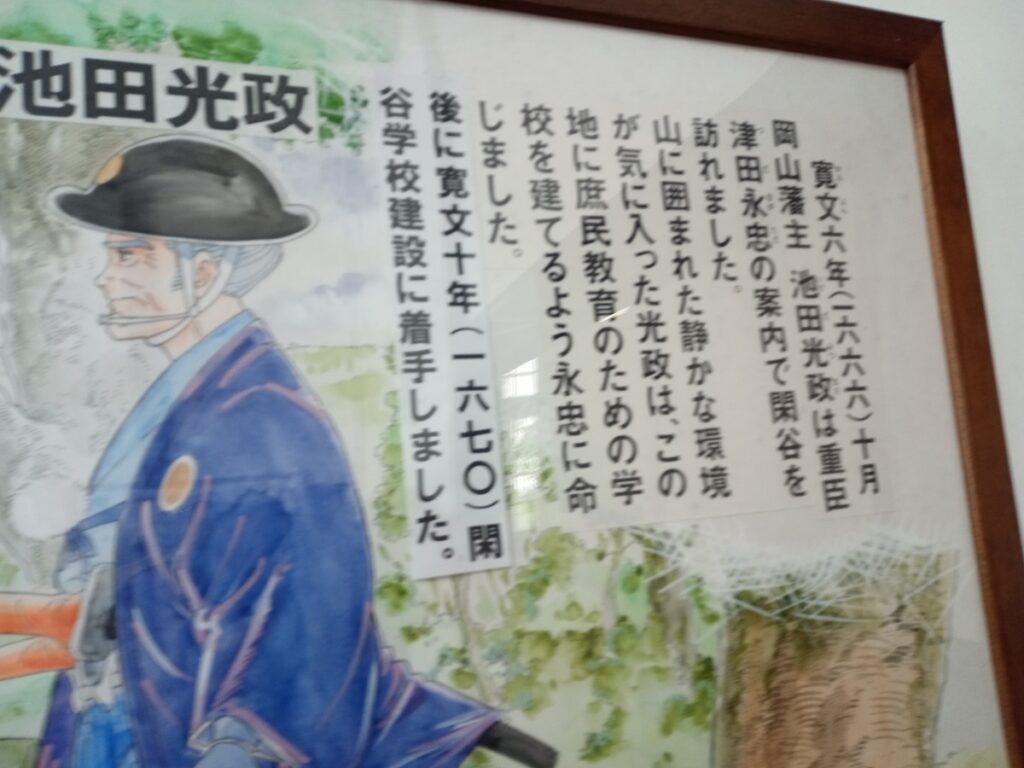 池田光政
寛文六年(一六六六)十月
岡山藩主 池田光政は重臣
津田永忠の案内で閑谷を
訪れました。
山に囲まれた静かな環境
が気に入った光政は、この
地に庶民教育のための学
校を建てるよう永忠に命
じました。
後に寛文十年(一六七〇)閑
谷学校建設に着手しました。